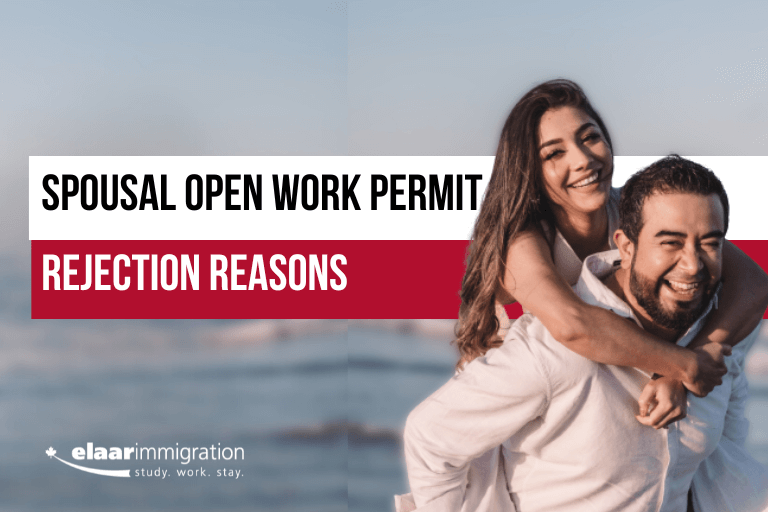 SPOUSAL OPEN WORK PERMIT
REJECTION REASONS
elaarimmigration
study. work. stay.